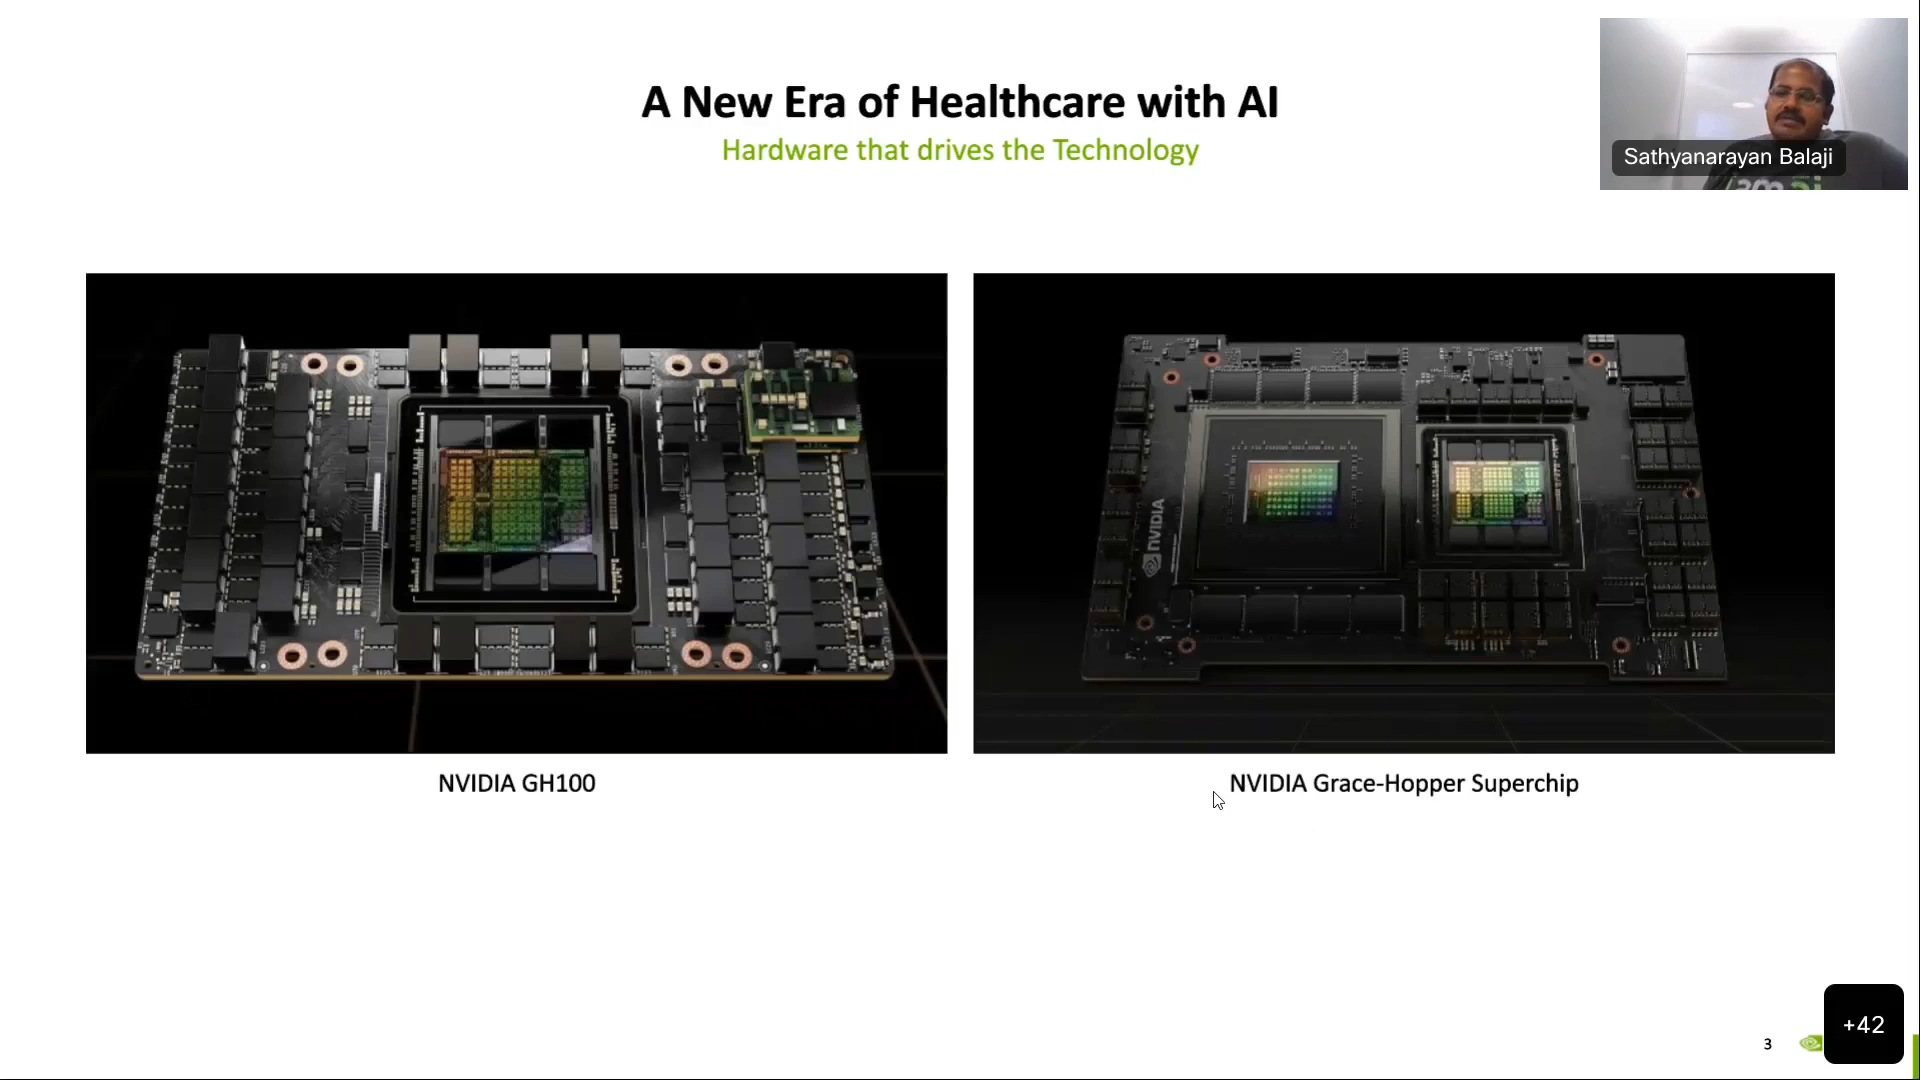 A New Era of Healthcare with AI
Hardware that drives the Technology
Sathyanarayan Balaji
NVIDIA
NVIDIA GH100
NVIDIA Grace-Hopper Superchip
3
+42